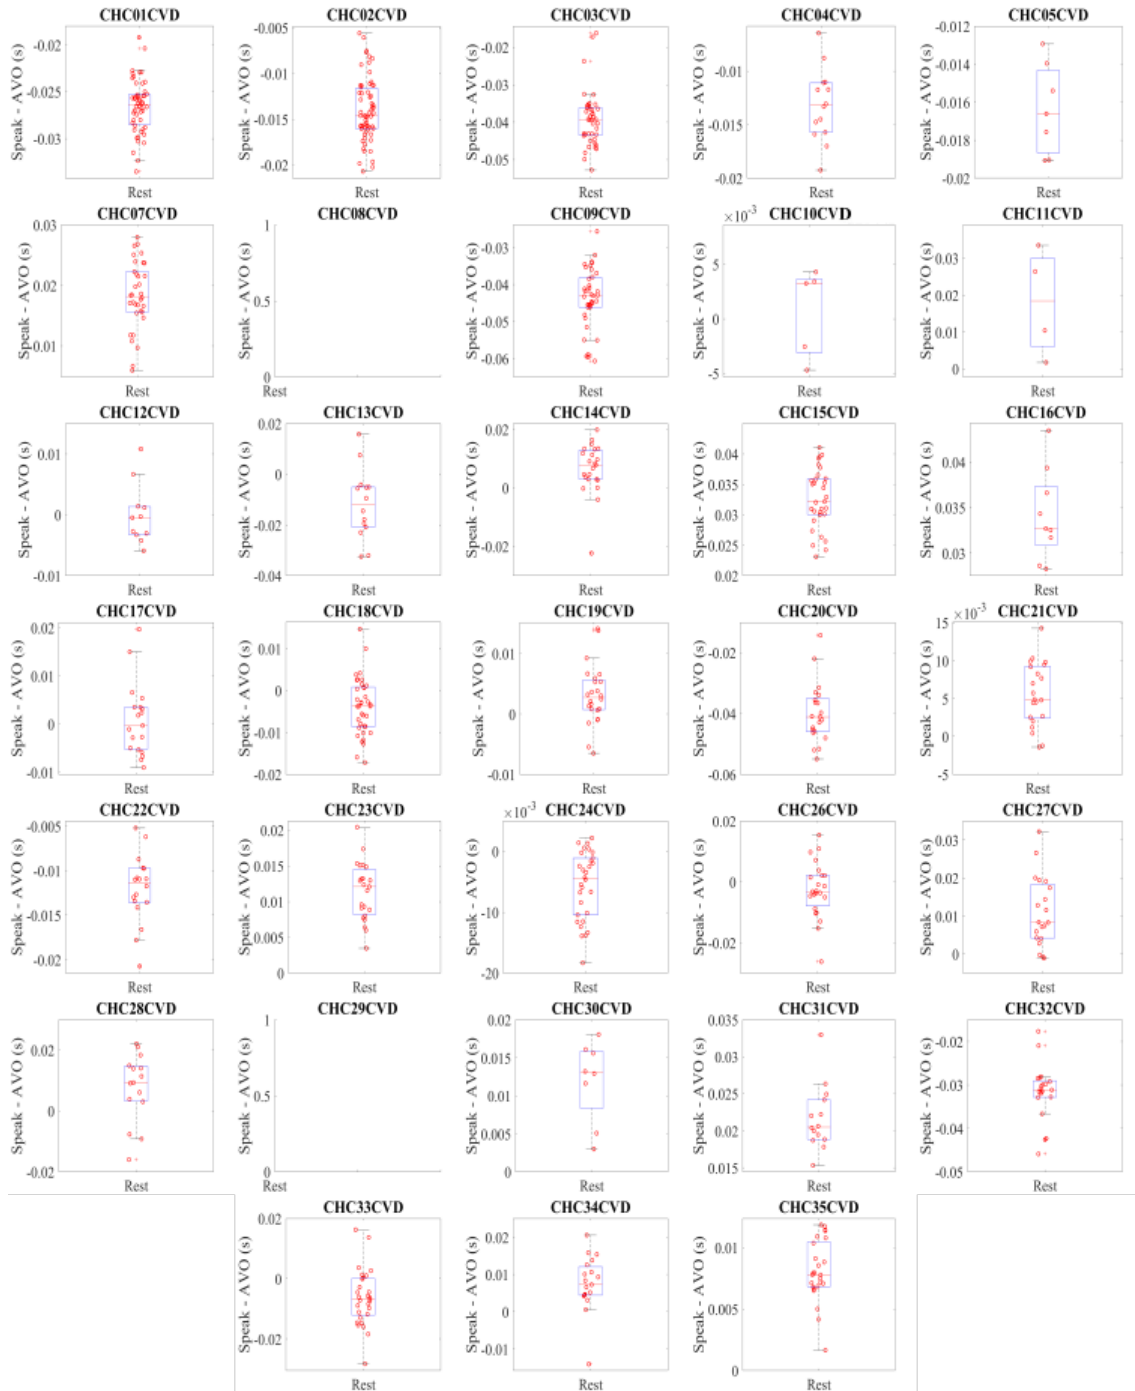 CHC01CVD CHC02CVD CHC03CVD CHC04CVD CHC05CVD
Speak - AVO (s) -0.02 -0.025 -0.03 Rest
Speak - AVO (s) -0.005 -0.01 -0.015 -0.02 Rest
Speak - AVO (s) -0.02 -0.03 -0.04 -0.05 Rest
Speak - AVO (s) -0.01 -0.015 -0.02 Rest
Speak - AVO (s) -0.012 -0.014 -0.016 -0.018 -0.02 Rest
CHC07CVD CHC08CVD CHC09CVD CHC10CVD CHC11CVD
Speak - AVO (s) 0.03 0.02 0.01 Rest
Speak - AVO (s) 1 0.5 0 Rest
Speak - AVO (s) -0.03 -0.04 -0.05 -0.06 Rest
Speak - AVO (s) ×10-3 5 0 -5 Rest
Speak - AVO (s) 0.03 0.02 0.01 0 Rest
CHC12CVD CHC13CVD CHC14CVD CHC15CVD CHC16CVD
Speak - AVO (s) 0.01 0 -0.01 Rest
Speak - AVO (s) 0.02 0 -0.02 -0.04 Rest
Speak - AVO (s) 0.02 0 -0.02 Rest
Speak - AVO (s) 0.04 0.03 0.02 Rest
Speak - AVO (s) 0.04 0.03 Rest
CHC17CVD CHC18CVD CHC19CVD CHC20CVD CHC21CVD
Speak - AVO (s) 0.02 0.01 0 -0.01 Rest
Speak - AVO (s) 0.01 0 -0.01 -0.02 Rest
Speak - AVO (s) 0.01 0 -0.01 Rest
Speak - AVO (s) -0.02 -0.04 -0.06 Rest
Speak - AVO (s) ×10-3 15 10 5 0 -5 Rest
CHC22CVD CHC23CVD CHC24CVD CHC26CVD CHC27CVD
Speak - AVO (s) -0.005 -0.01 -0.015 -0.02 Rest
Speak - AVO (s) 0.02 0.015 0.01 0.005 0 Rest
Speak - AVO (s) ×10-3 0 -10 -20 Rest
Speak - AVO (s) 0.02 0 -0.02 Rest
Speak - AVO (s) 0.03 0.02 0.01 0 Rest
CHC28CVD CHC29CVD CHC30CVD CHC31CVD CHC32CVD
Speak - AVO (s) 0.02 0 -0.02 Rest
Speak - AVO (s) 1 0.5 0 Rest
Speak - AVO (s) 0.02 0.015 0.01 0.005 0 Rest
Speak - AVO (s) 0.035 0.03 0.025 0.02 0.015 Rest
Speak - AVO (s) -0.02 -0.03 -0.04 -0.05 Rest
CHC33CVD CHC34CVD CHC35CVD
Speak - AVO (s) 0.02 0 -0.02 Rest
Speak - AVO (s) 0.02 0.01 0 -0.01 Rest
Speak - AVO (s) 0.01 0.005 0 Rest